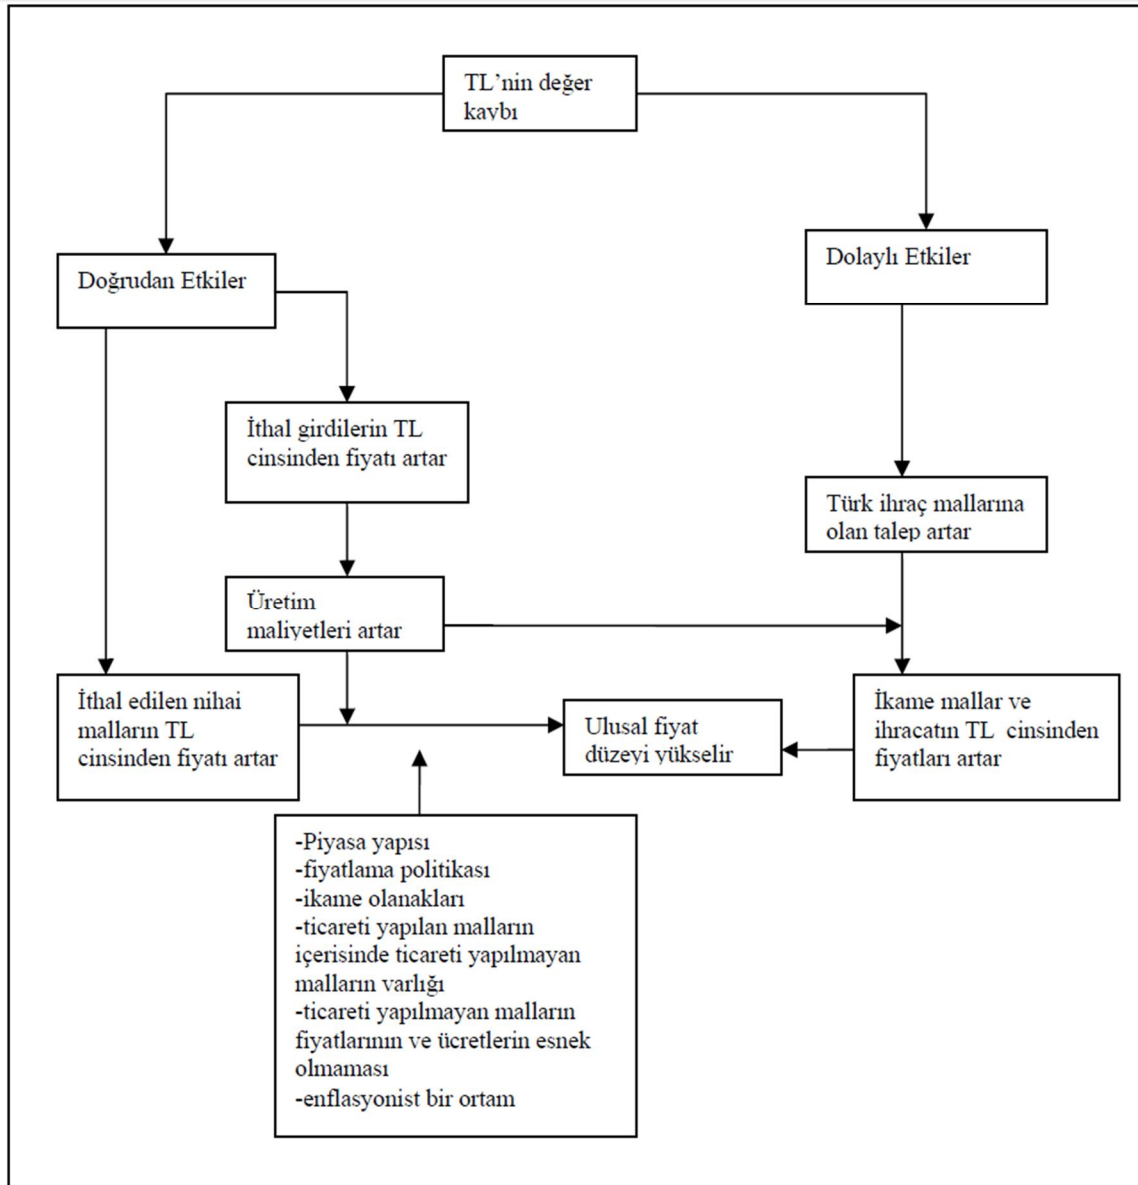 TL’nin değer
kaybı
Doğrudan Etkiler
Dolaylı Etkiler
İthal girdilerin TL
cinsinden fiyatı artar
Türk ihraç mallarına
olan talep artar
Üretim
maliyetleri artar
İthal edilen nihai
malların TL
cinsinden fiyatı artar
Ulusal fiyat
düzeyi yükselir
İkame mallar ve
ihracatın TL cinsinden
fiyatları artar
-Piyasa yapısı
-fiyatlama politikası
-ikame olanakları
-ticareti yapılan malların
içerisinde ticareti yapılmayan
malların varlığı
-ticareti yapılmayan malların
fiyatlarının ve ücretlerin esnek
olmaması
-enflasyonist bir ortam